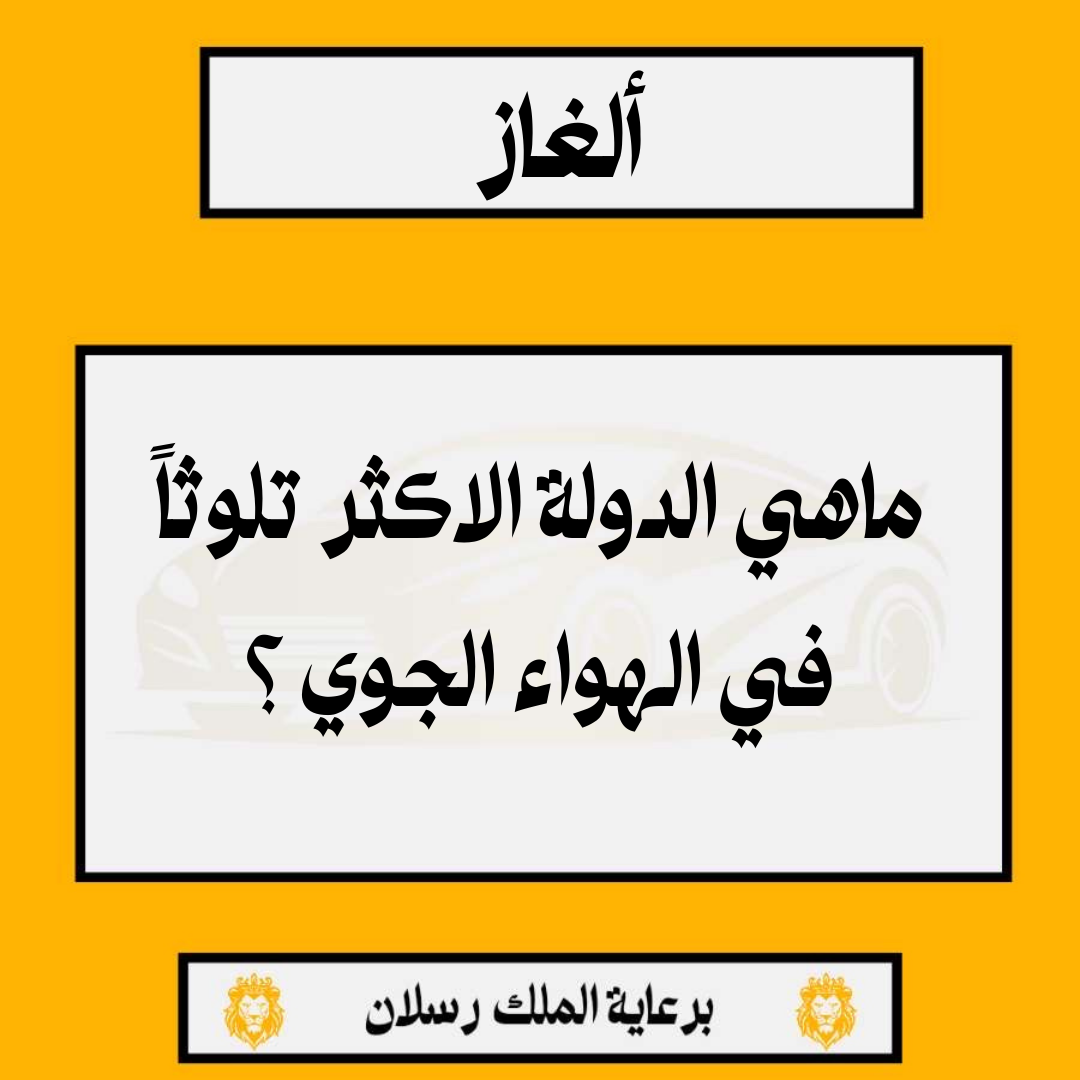 ألغاز
ماهي الدولة الاكثر تلوثاً
في الهواء الجوي ؟
برعاية الملك رسلان